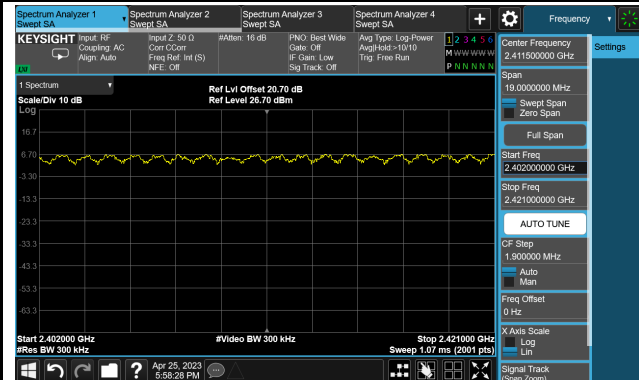 Spectrum Analyzer 1
Swept SA
Spectrum Analyzer 2
Swept SA
Spectrum Analyzer 3
Swept SA
Spectrum Analyzer 4
Swept SA
+
Frequency
KEYSIGHT
Input: RF
Coupling: AC
Align: Auto
Input Z: 50 Ω
Corr CCorr
Freq Ref: Int (S)
NFE: Off
#Atten: 16 dB
PNO: Best Wide
Gate: Off
IF Gain: Low
Sig Track: Off
Avg Type: Log-Power
Avg|Hold:>10/10
Trig: Free Run
1 2 3 4 5 6
M W W W W W
P N N N N N
LXI
1 Spectrum
Scale/Div 10 dB
Log
Ref Lvl Offset 20.70 dB
Ref Level 26.70 dBm
16.7
6.70
-3.30
-13.3
-23.3
-33.3
-43.3
-53.3
-63.3
Start 2.402000 GHz
#Res BW 300 kHz
#Video BW 300 kHz
Stop 2.421000 GHz
Sweep 1.07 ms (2001 pts)
Center Frequency
2.411500000 GHz
Settings
Span
19.0000000 MHz
Swept Span
Zero Span
Full Span
Start Freq
2.402000000 GHz
Stop Freq
2.421000000 GHz
AUTO TUNE
CF Step
1.900000 MHz
Auto
Man
Freq Offset
0 Hz
X Axis Scale
Log
Lin
Signal Track
(Span Zoom)
?
Apr 25, 2023
5:58:28 PM